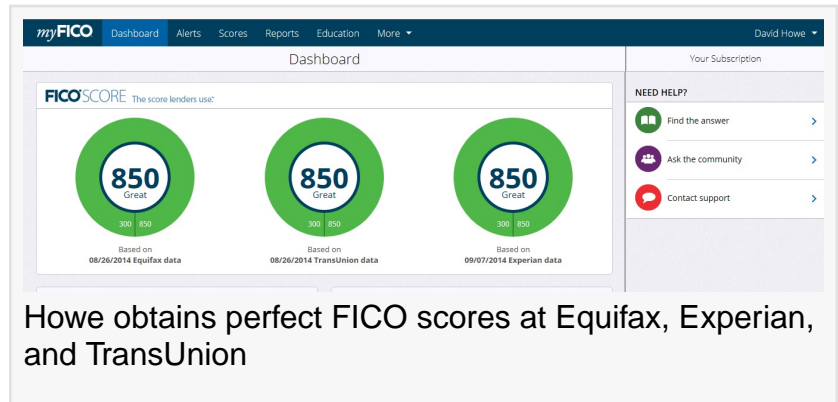 myFICO Dashboard Alerts Scores Reports Education More David Howe
Dashboard Your Subscription
FICO SCORE The score lenders use.
NEED HELP?
Find the answer
Ask the community
Contact support
850 850 850
Great Great Great
300 850 300 850 300 850
Based on Based on Based on
08/26/2014 Equifax data 08/26/2014 TransUnion data 09/07/2014 Experian data
Howe obtains perfect FICO scores at Equifax, Experian,
and TransUnion